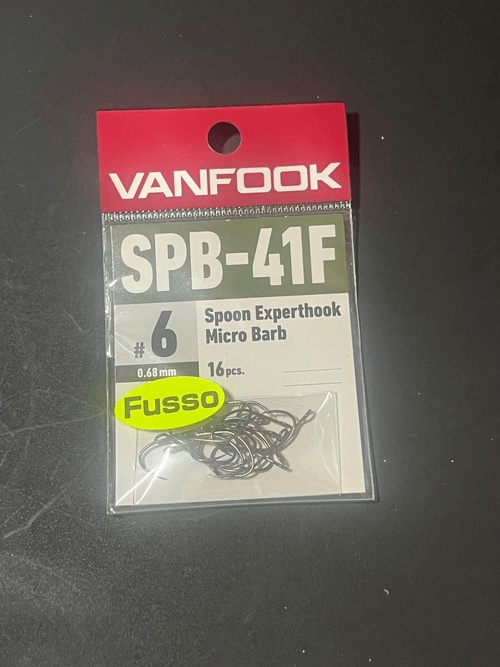 VANFOOK
SPB-41F
#6
Spoon Experthook
Micro Barb
0.68mm
16pcs.
Fusso